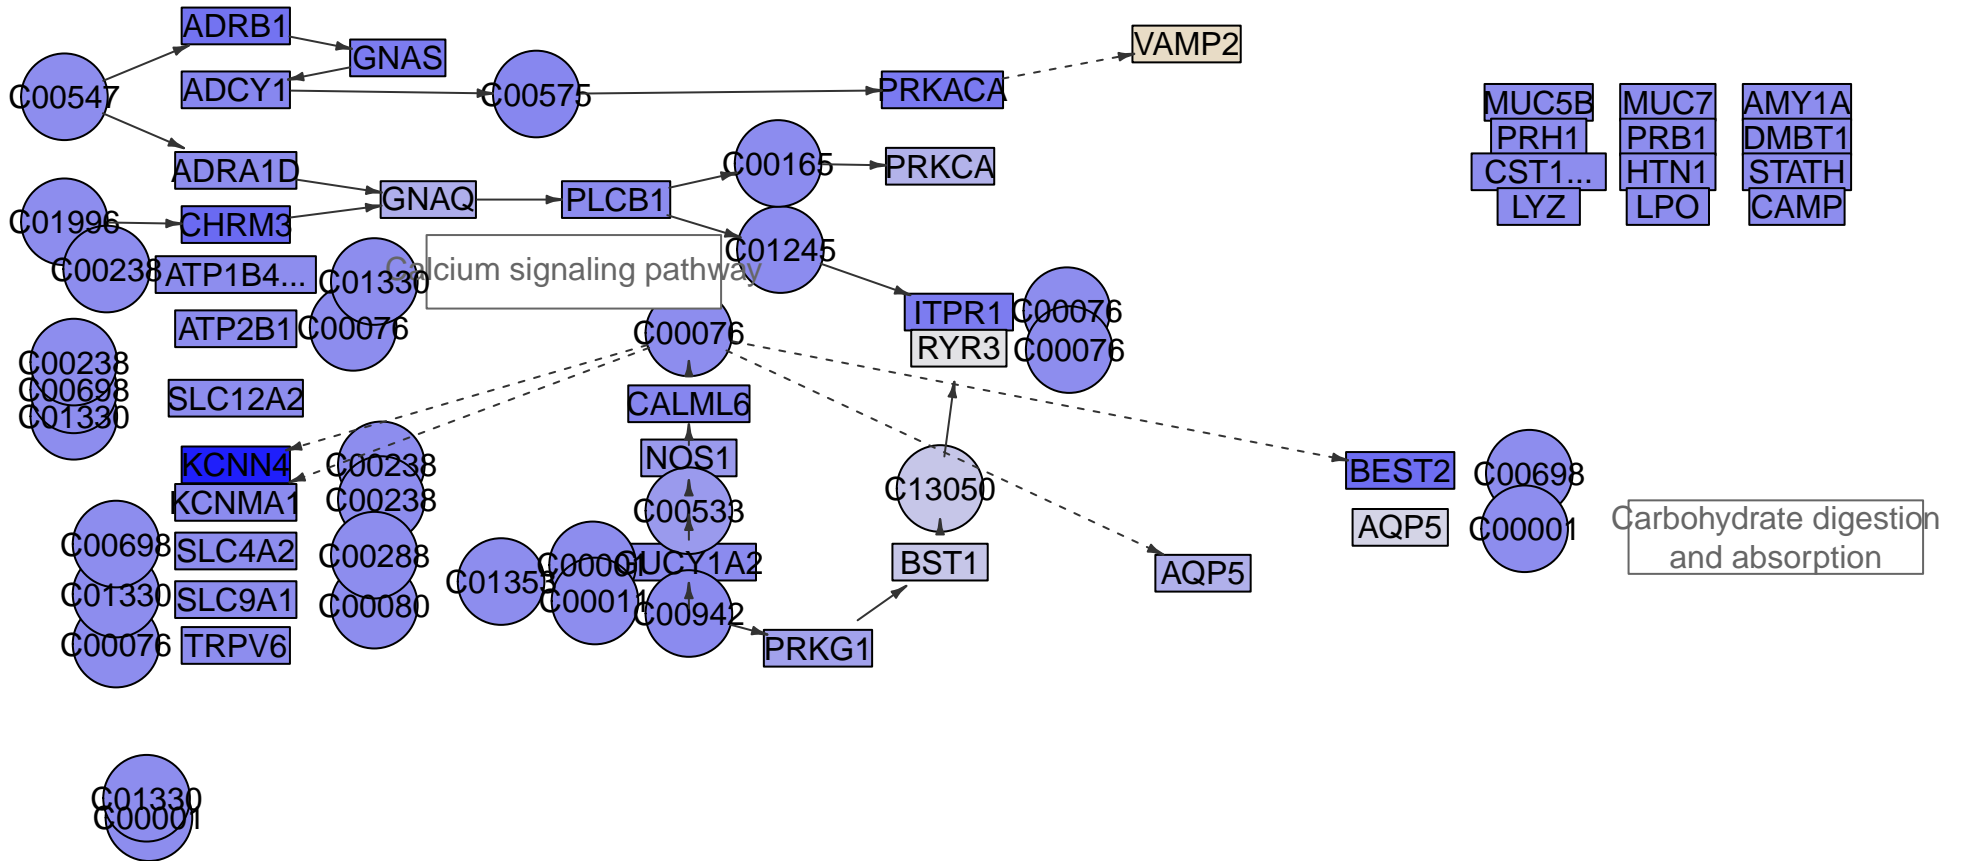 ADRB1
VAMP2
GNAS
C00547
ADCY1
C00575
PRKACA
MUC5B
MUC7
AMY1A
PRH1
PRB1
DMBT1
CST1...
HTN1
STATH
LYZ
LPO
CAMP
ADRA1D
C00165
PRKCA
GNAQ
PLCB1
C01996
CHRM3
C01245
C00238
ATP1B4...
C01330
Calcium signaling pathway
ATP2B1
C00076
C00076
ITPR1
C00076
RYR3
C00076
C00238
C00698
C01330
SLC12A2
CALML6
KCNN4
C00238
NOS1
BEST2
C00698
KCNMA1
C00238
C00533
C13050
AQP5
C00001
Carbohydrate digestion
and absorption
C00698
SLC4A2
C00288
C01353
C00001
GUCY1A2
BST1
AQP5
C01330
SLC9A1
C00080
C00011
C00942
C00076
TRPV6
PRKG1
C01330
C00001